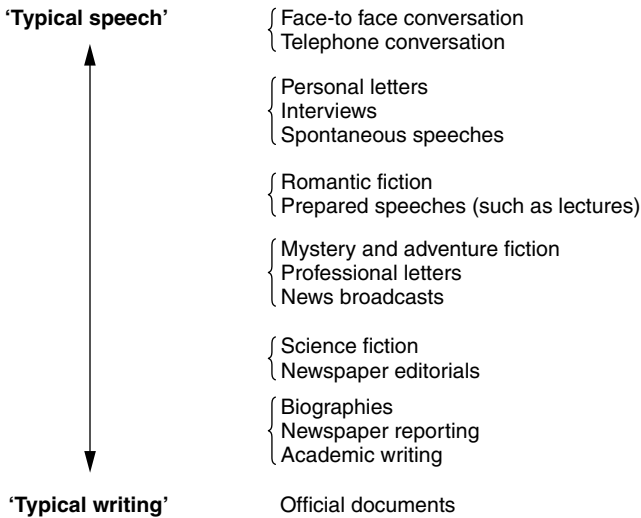 ‘Typical speech’ Face-to face conversation
Telephone conversation
Personal letters
Interviews
Spontaneous speeches
Romantic fiction
Prepared speeches (such as lectures)
Mystery and adventure fiction
Professional letters
News broadcasts
Science fiction
Newspaper editorials
Biographies
Newspaper reporting
Academic writing
‘Typical writing’ Official documents